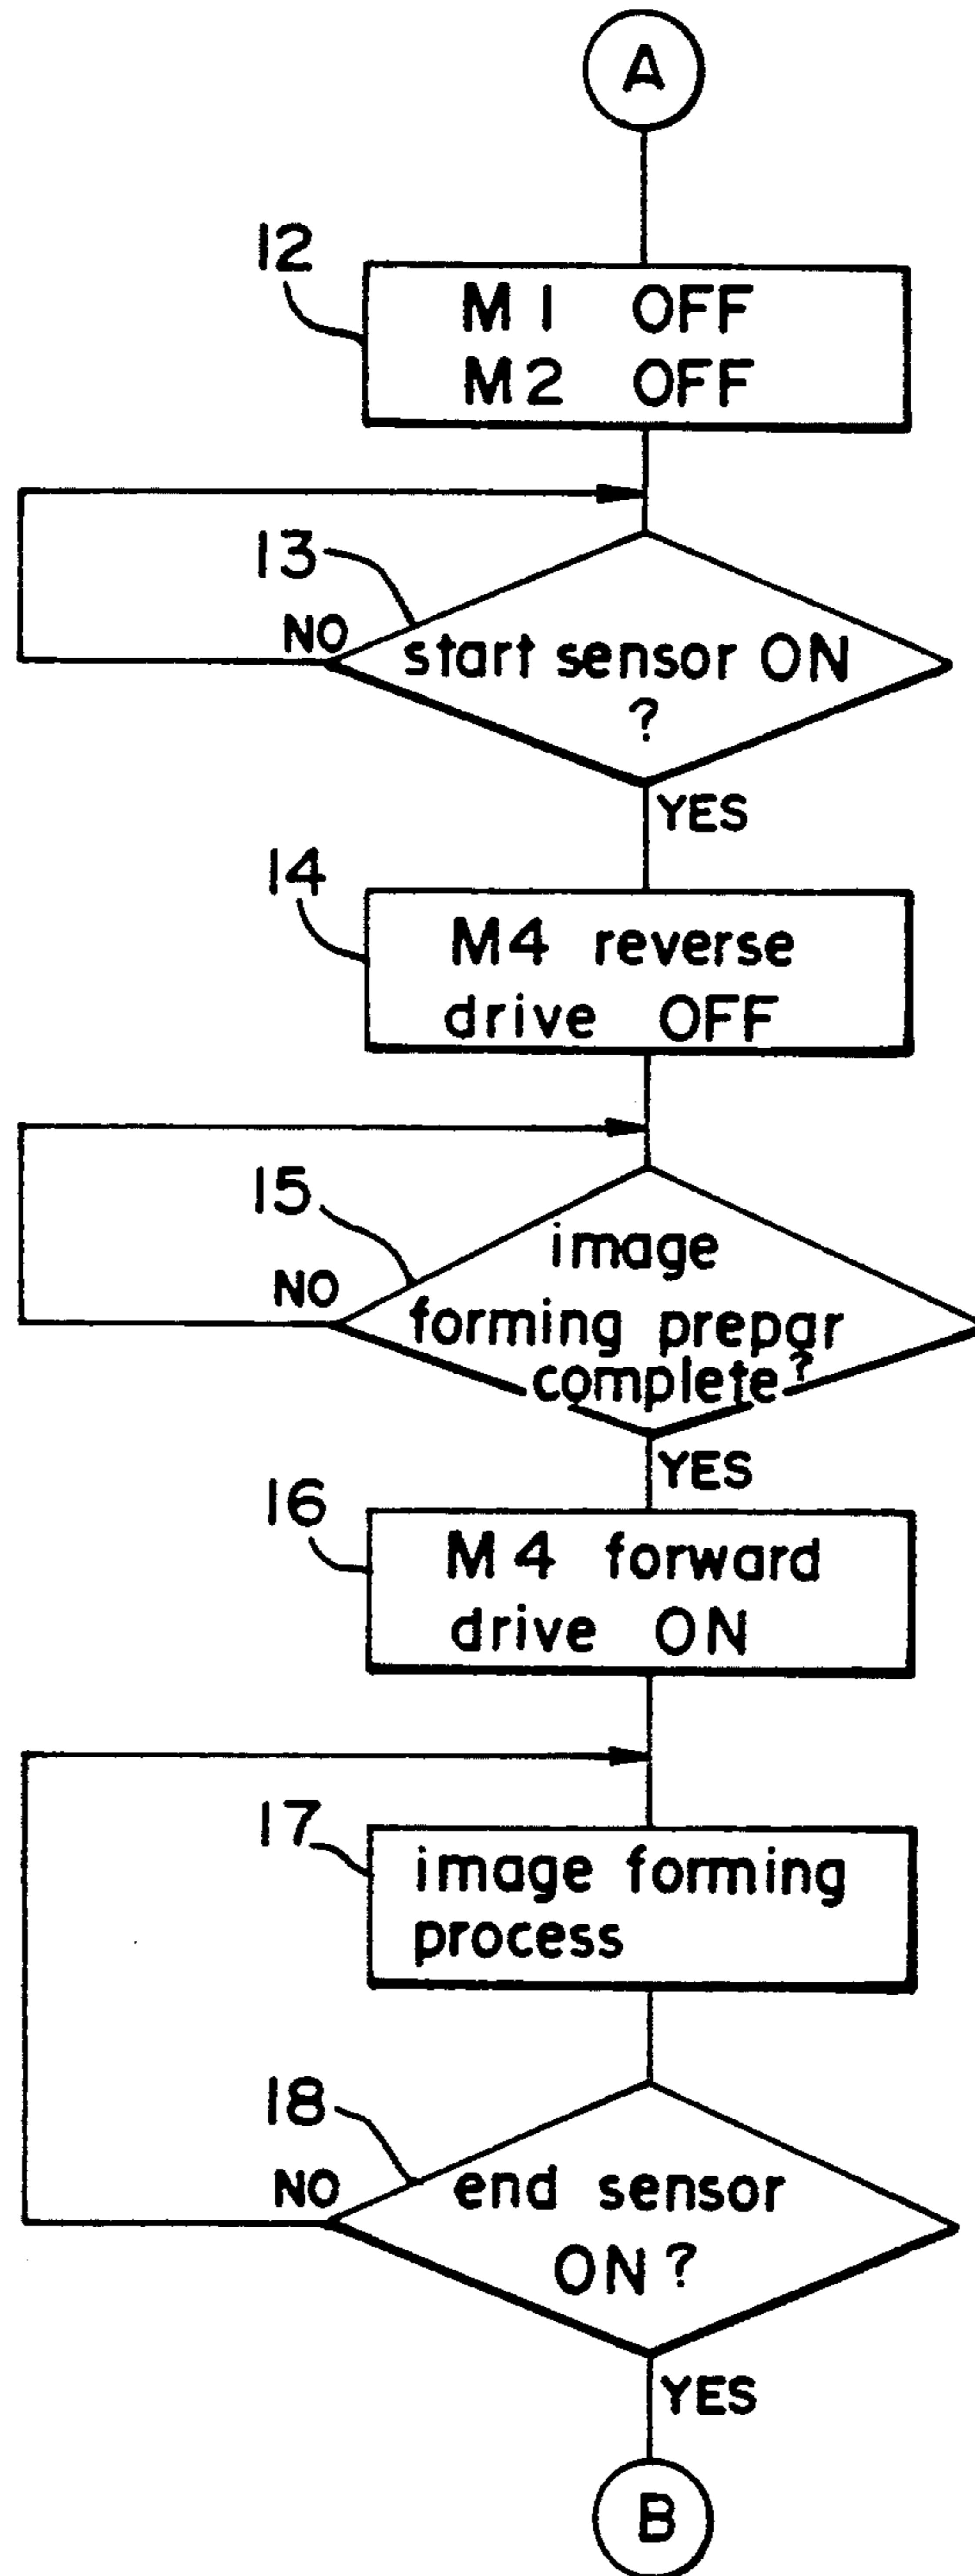 A
12
M1 OFF
M2 OFF
13
NO
start sensor ON
?
YES
14
M4 reverse
drive OFF
15
NO
image
forming prepar
complete?
YES
16
M4 forward
drive ON
17
image forming
process
18
NO
end sensor
ON?
YES
B